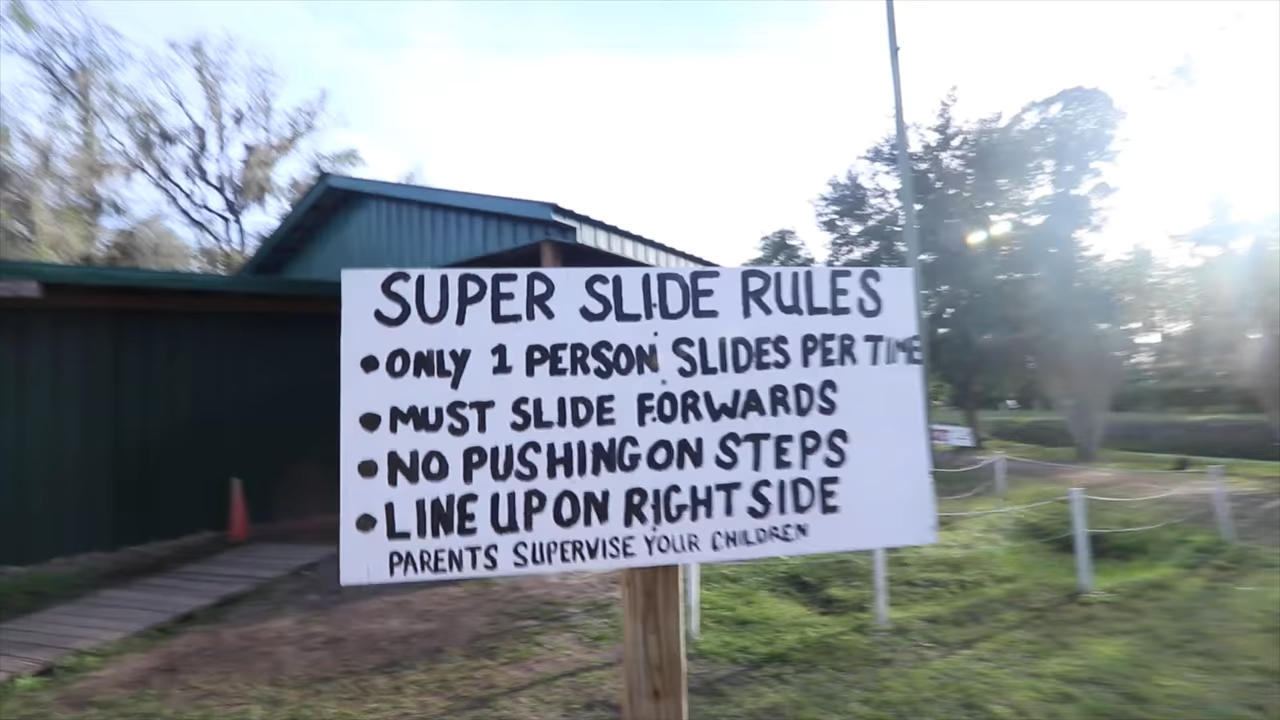 SUPER SLIDE RULES
• ONLY 1 PERSON SLIDES PER TIME
• MUST SLIDE FORWARDS
• NO PUSHING ON STEPS
• LINE UP ON RIGHT SIDE
PARENTS SUPERVISE YOUR CHILDREN